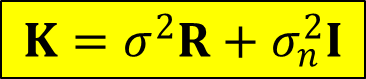 K = σ²R + σₙ²I